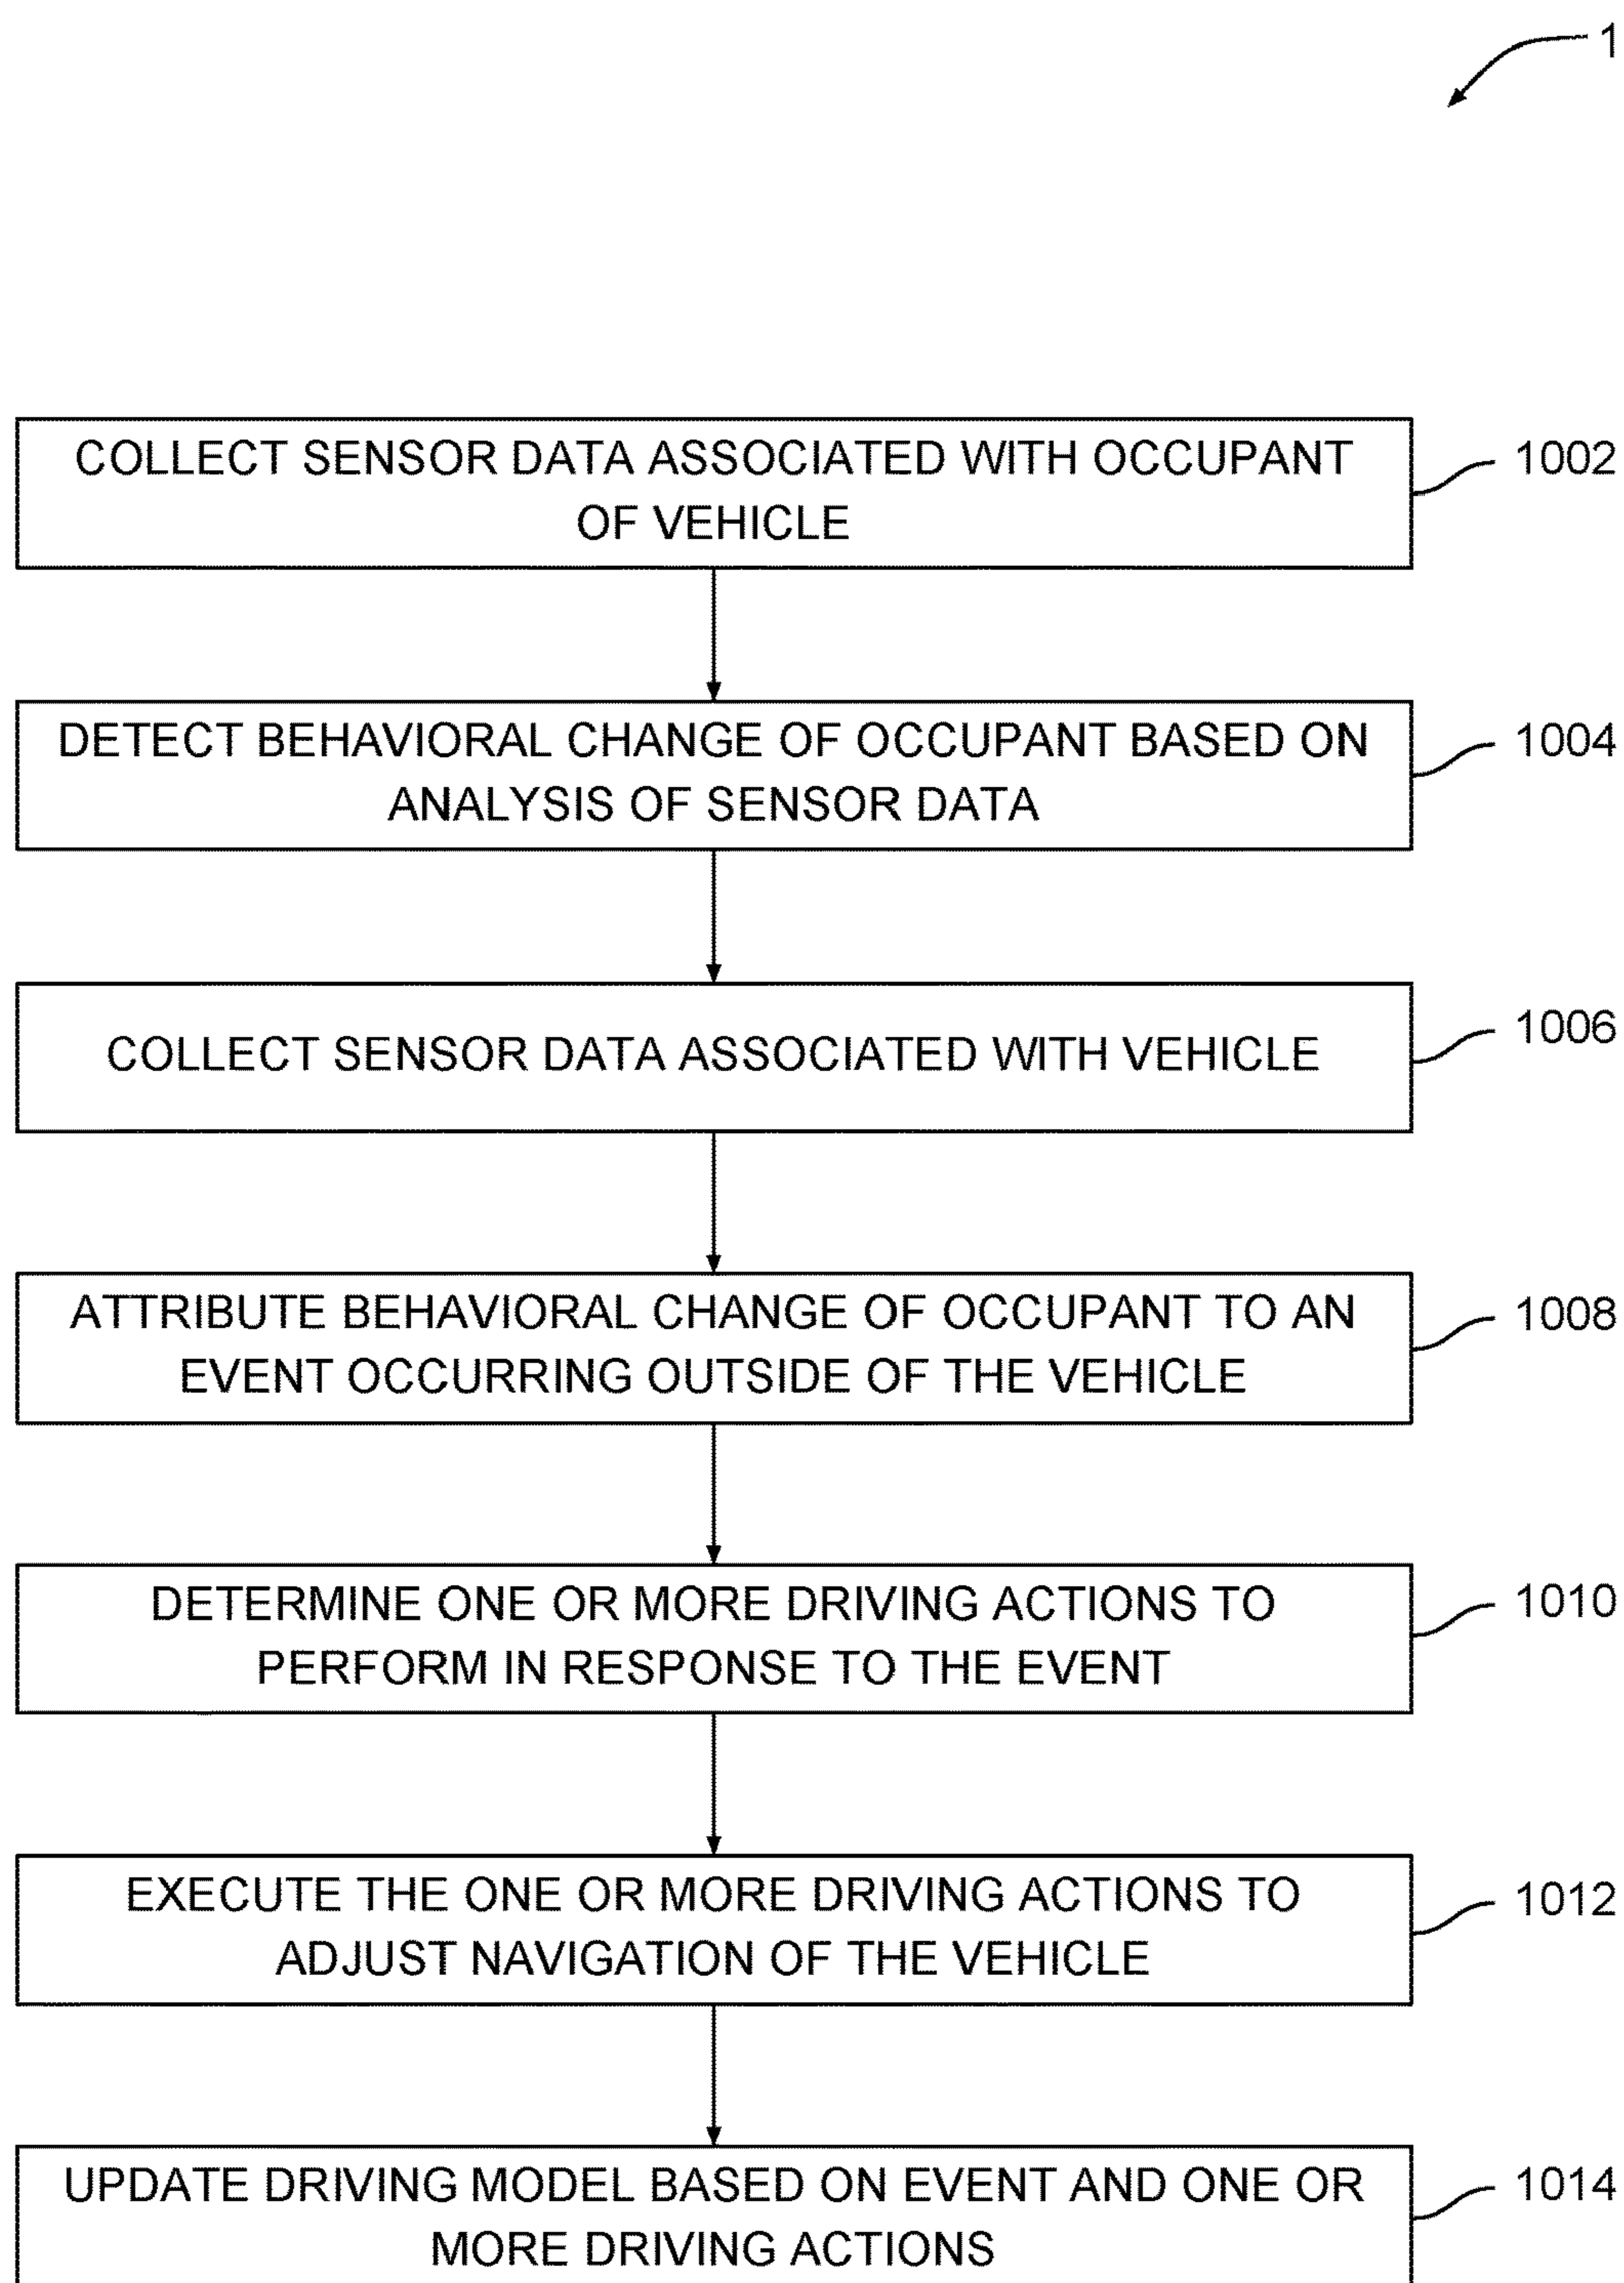 1
COLLECT SENSOR DATA ASSOCIATED WITH OCCUPANT
OF VEHICLE
1002
DETECT BEHAVIORAL CHANGE OF OCCUPANT BASED ON
ANALYSIS OF SENSOR DATA
1004
COLLECT SENSOR DATA ASSOCIATED WITH VEHICLE
1006
ATTRIBUTE BEHAVIORAL CHANGE OF OCCUPANT TO AN
EVENT OCCURRING OUTSIDE OF THE VEHICLE
1008
DETERMINE ONE OR MORE DRIVING ACTIONS TO
PERFORM IN RESPONSE TO THE EVENT
1010
EXECUTE THE ONE OR MORE DRIVING ACTIONS TO
ADJUST NAVIGATION OF THE VEHICLE
1012
UPDATE DRIVING MODEL BASED ON EVENT AND ONE OR
MORE DRIVING ACTIONS
1014